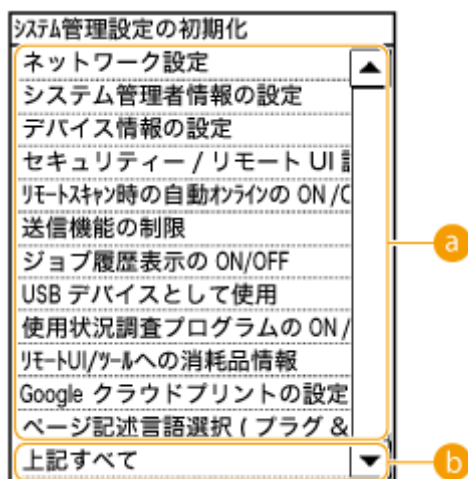 システム管理設定の初期化
ネットワーク設定
システム管理者情報の設定
デバイス情報の設定
セキュリティー / リモート UI
リモートスキャン時の自動オンラインの ON /
送信機能の制限
ジョブ履歴表示の ON/OFF
USB デバイスとして使用
使用状況調査プログラムの ON /
リモートUI/ツールへの消耗品情報
Google クラウドプリントの設定
ページ記述言語選択 ( プラグ &
上記すべて
a
b